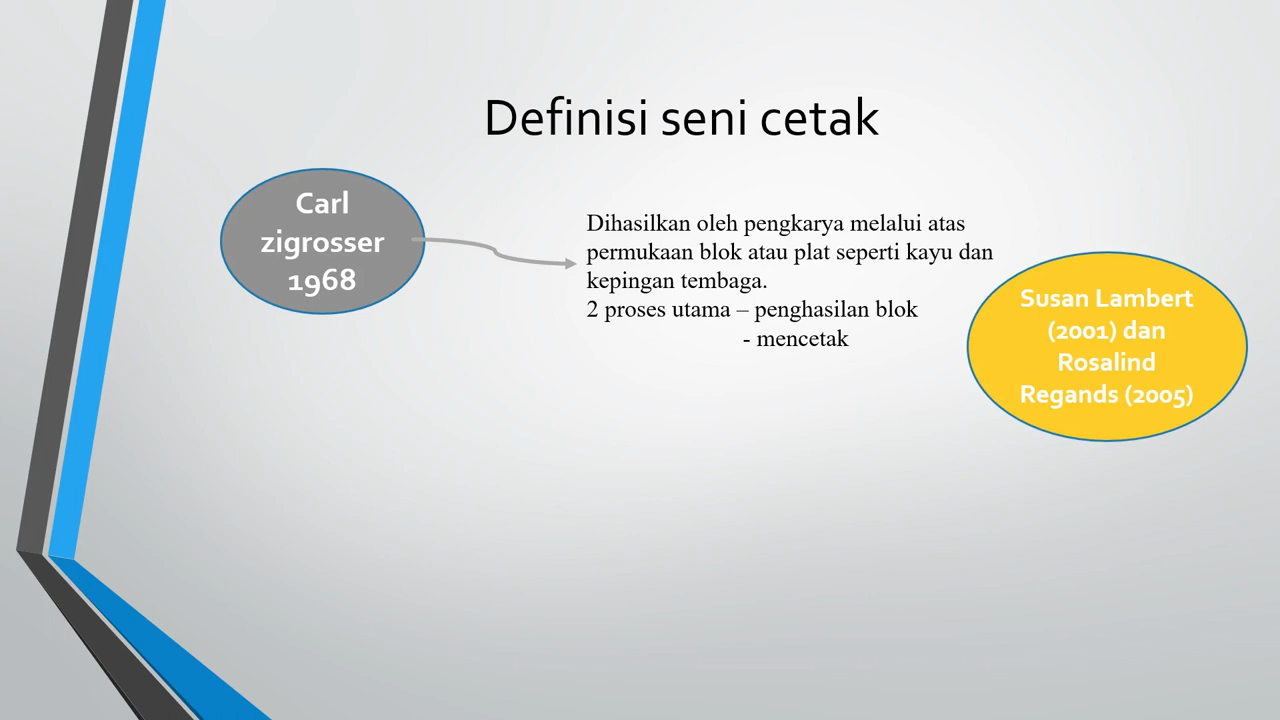 Definisi seni cetak
Carl
zigrosser
1968
Dihasilkan oleh pengkarya melalui atas
permukaan blok atau plat seperti kayu dan
kepingan tembaga.
2 proses utama – penghasilan blok
- mencetak
Susan Lambert
(2001) dan
Rosalind
Regands (2005)